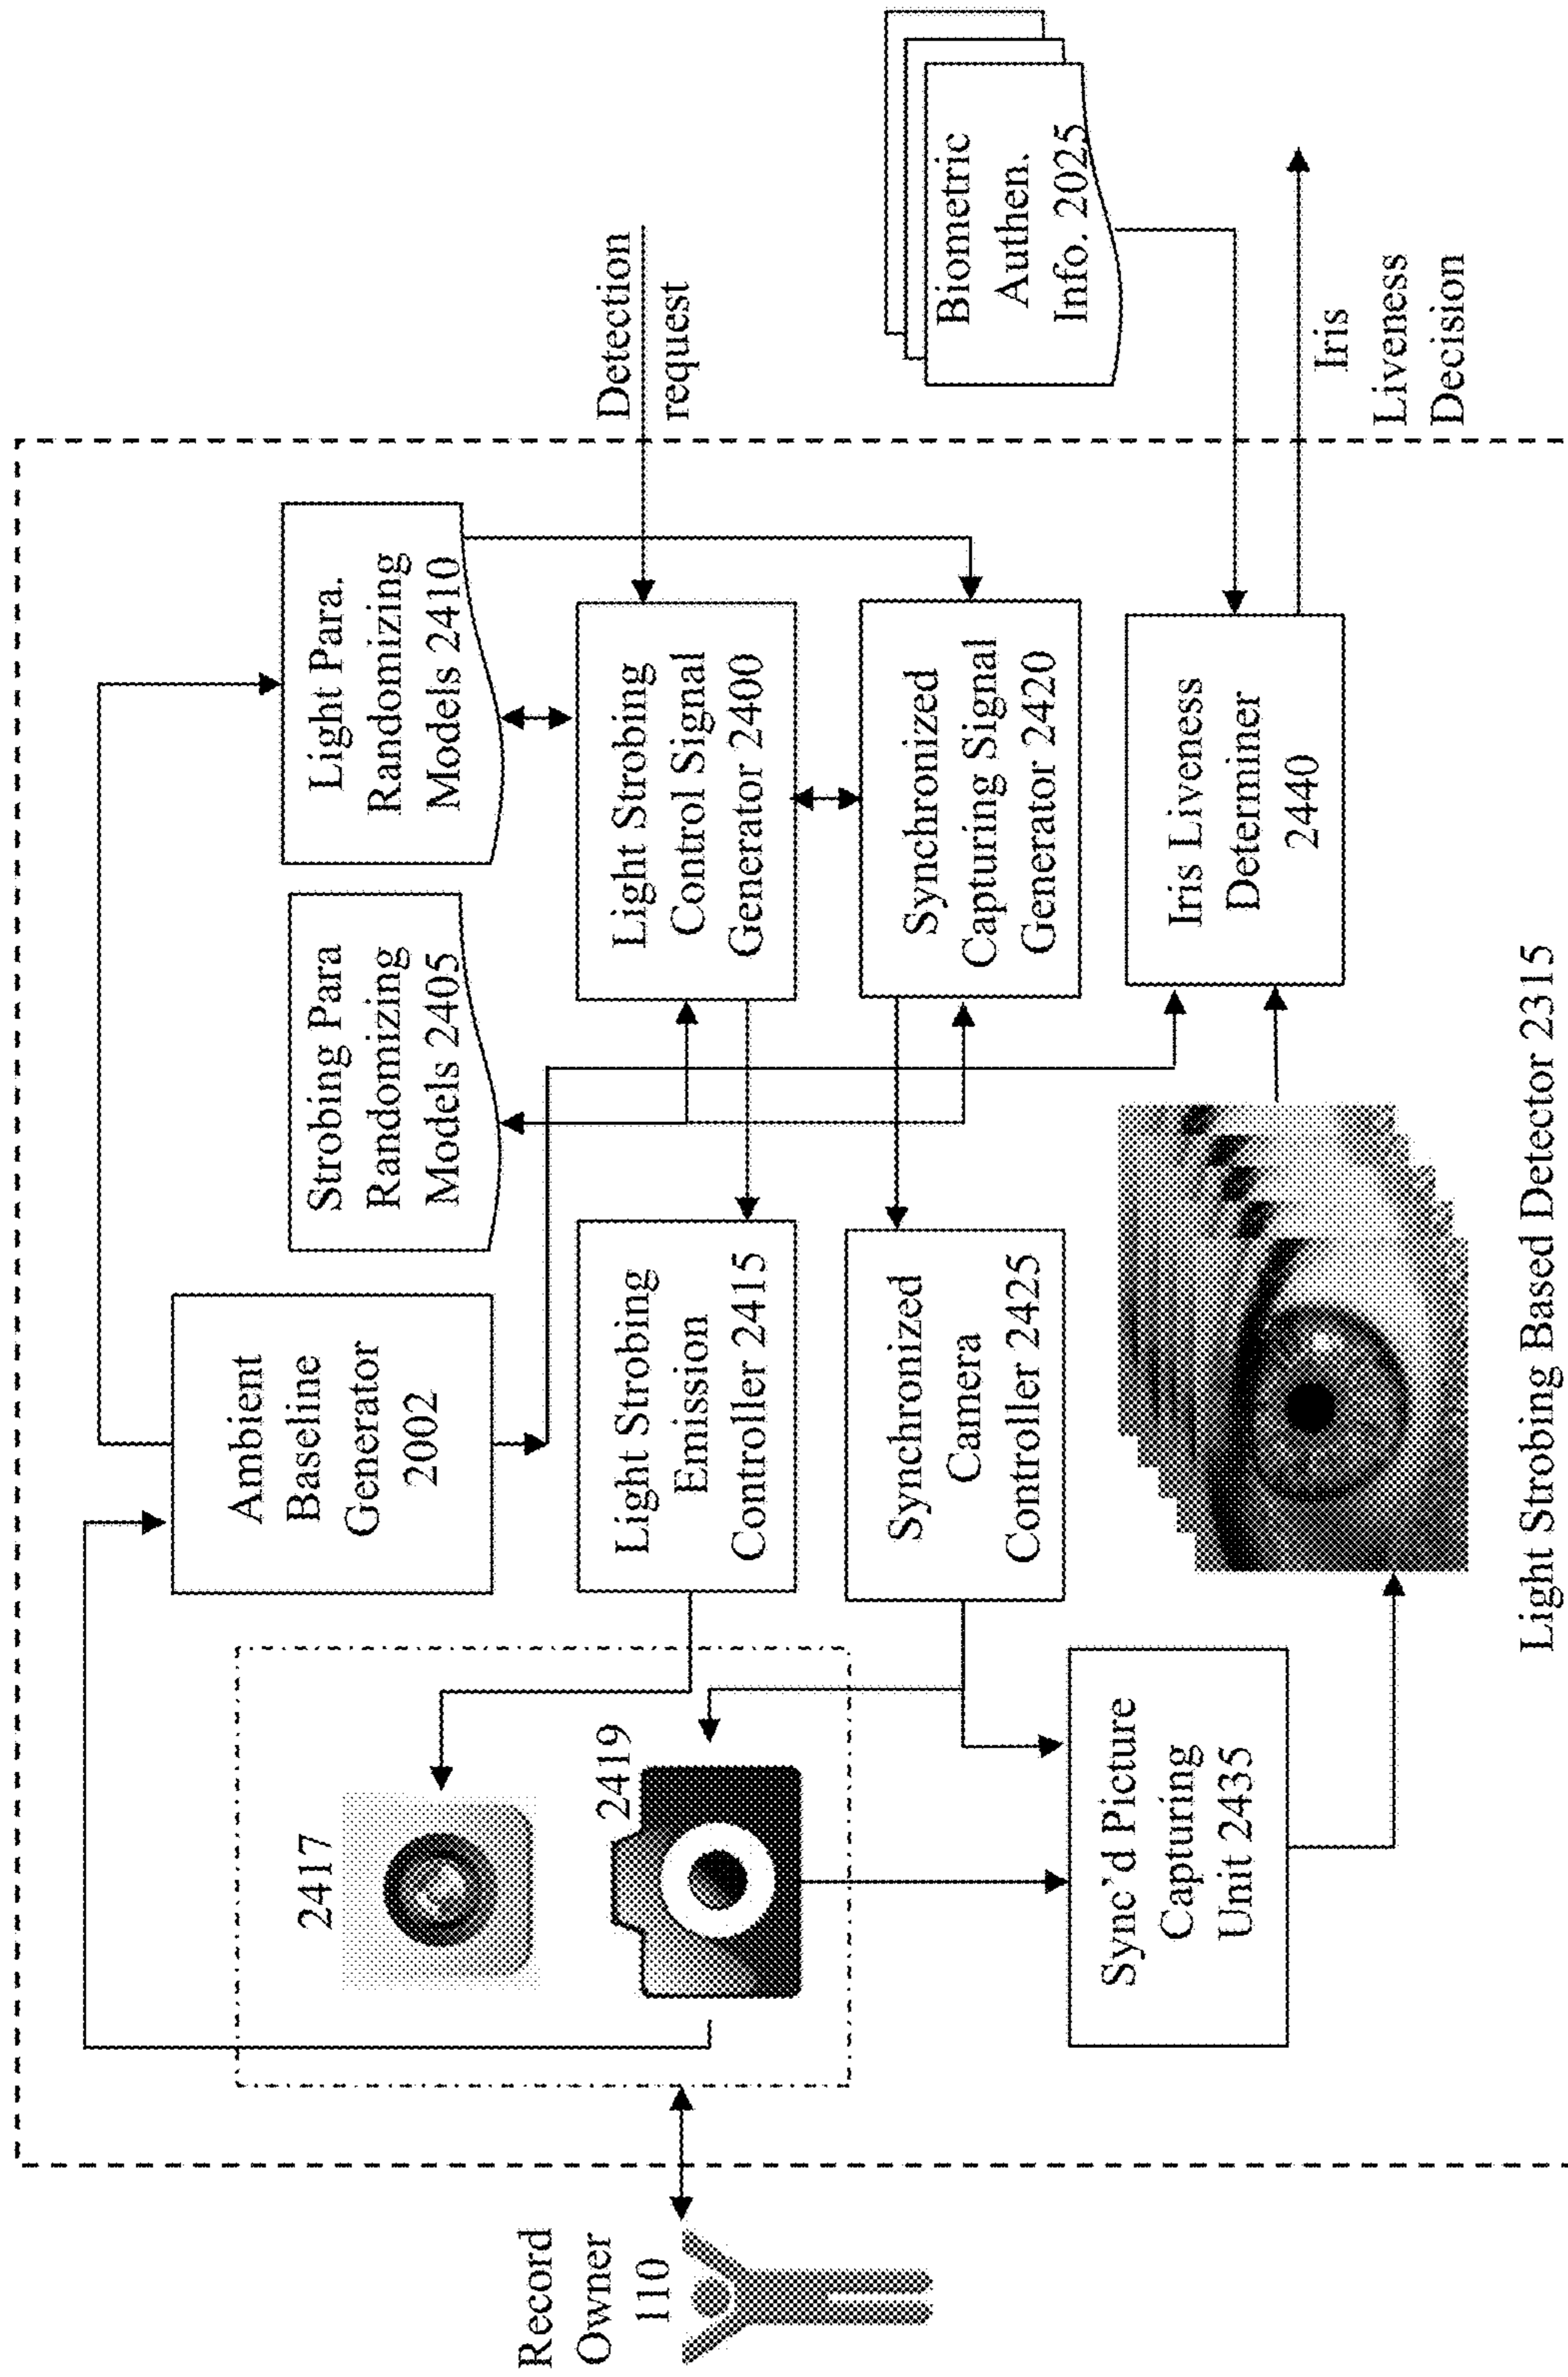 Record
Owner
110
2417
2419
Ambient
Baseline
Generator
2002
Strobing Para
Randomizing
Models 2405
Light Para.
Randomizing
Models 2410
Light Strobing
Emission
Controller 2415
Light Strobing
Control Signal
Generator 2400
Detection
request
Synchronized
Camera
Controller 2425
Synchronized
Capturing Signal
Generator 2420
Biometric
Authen.
Info. 2025
Sync'd Picture
Capturing
Unit 2435
Iris Liveness
Determiner
2440
Iris
Liveness
Decision
Light Strobing Based Detector 2315